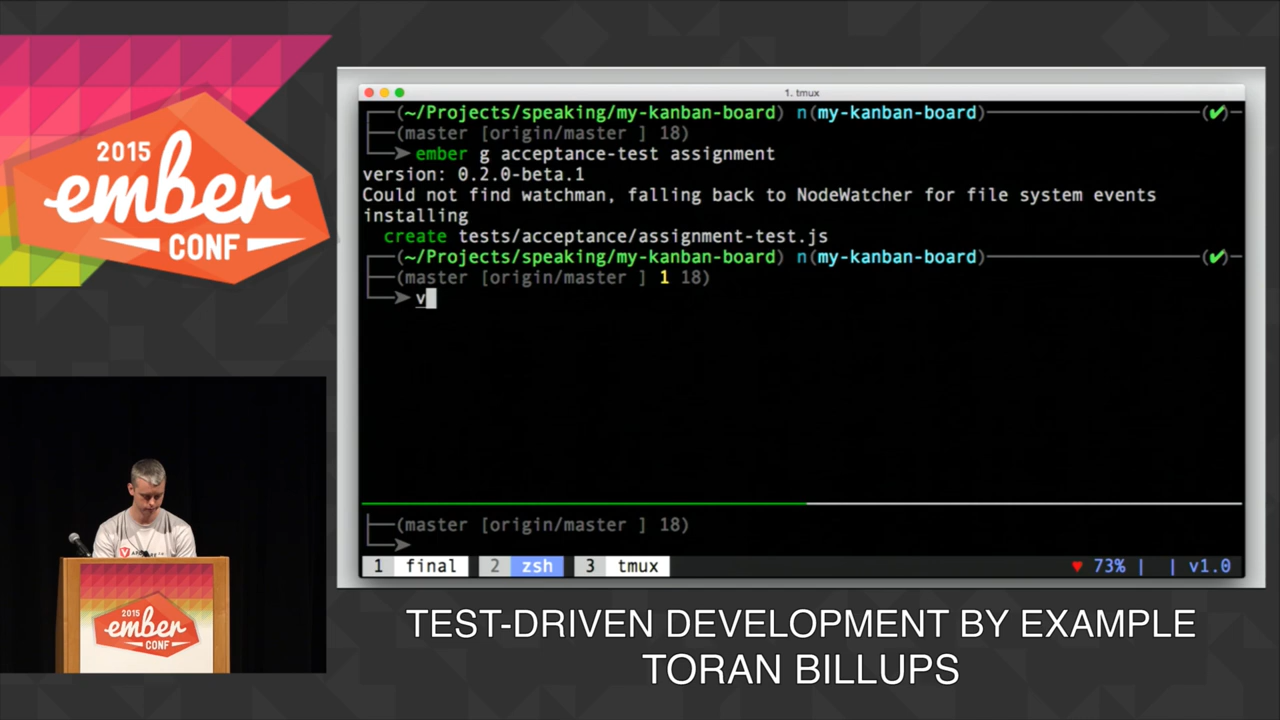 2015
ember
CONF
1. tmux
(~/Projects/speaking/my-kanban-board) n(my-kanban-board) (✔)
(master [origin/master ] 18)
ember g acceptance-test assignment
version: 0.2.0-beta.1
Could not find watchman, falling back to NodeWatcher for file system events
installing
create tests/acceptance/assignment-test.js
(~/Projects/speaking/my-kanban-board) n(my-kanban-board) (✔)
(master [origin/master ] 1 18)
v
(master [origin/master ] 18)
1 final 2 zsh 3 tmux ♥ 73% | | v1.0
2015
ember
CONF
TEST-DRIVEN DEVELOPMENT BY EXAMPLE
TORAN BILLUPS